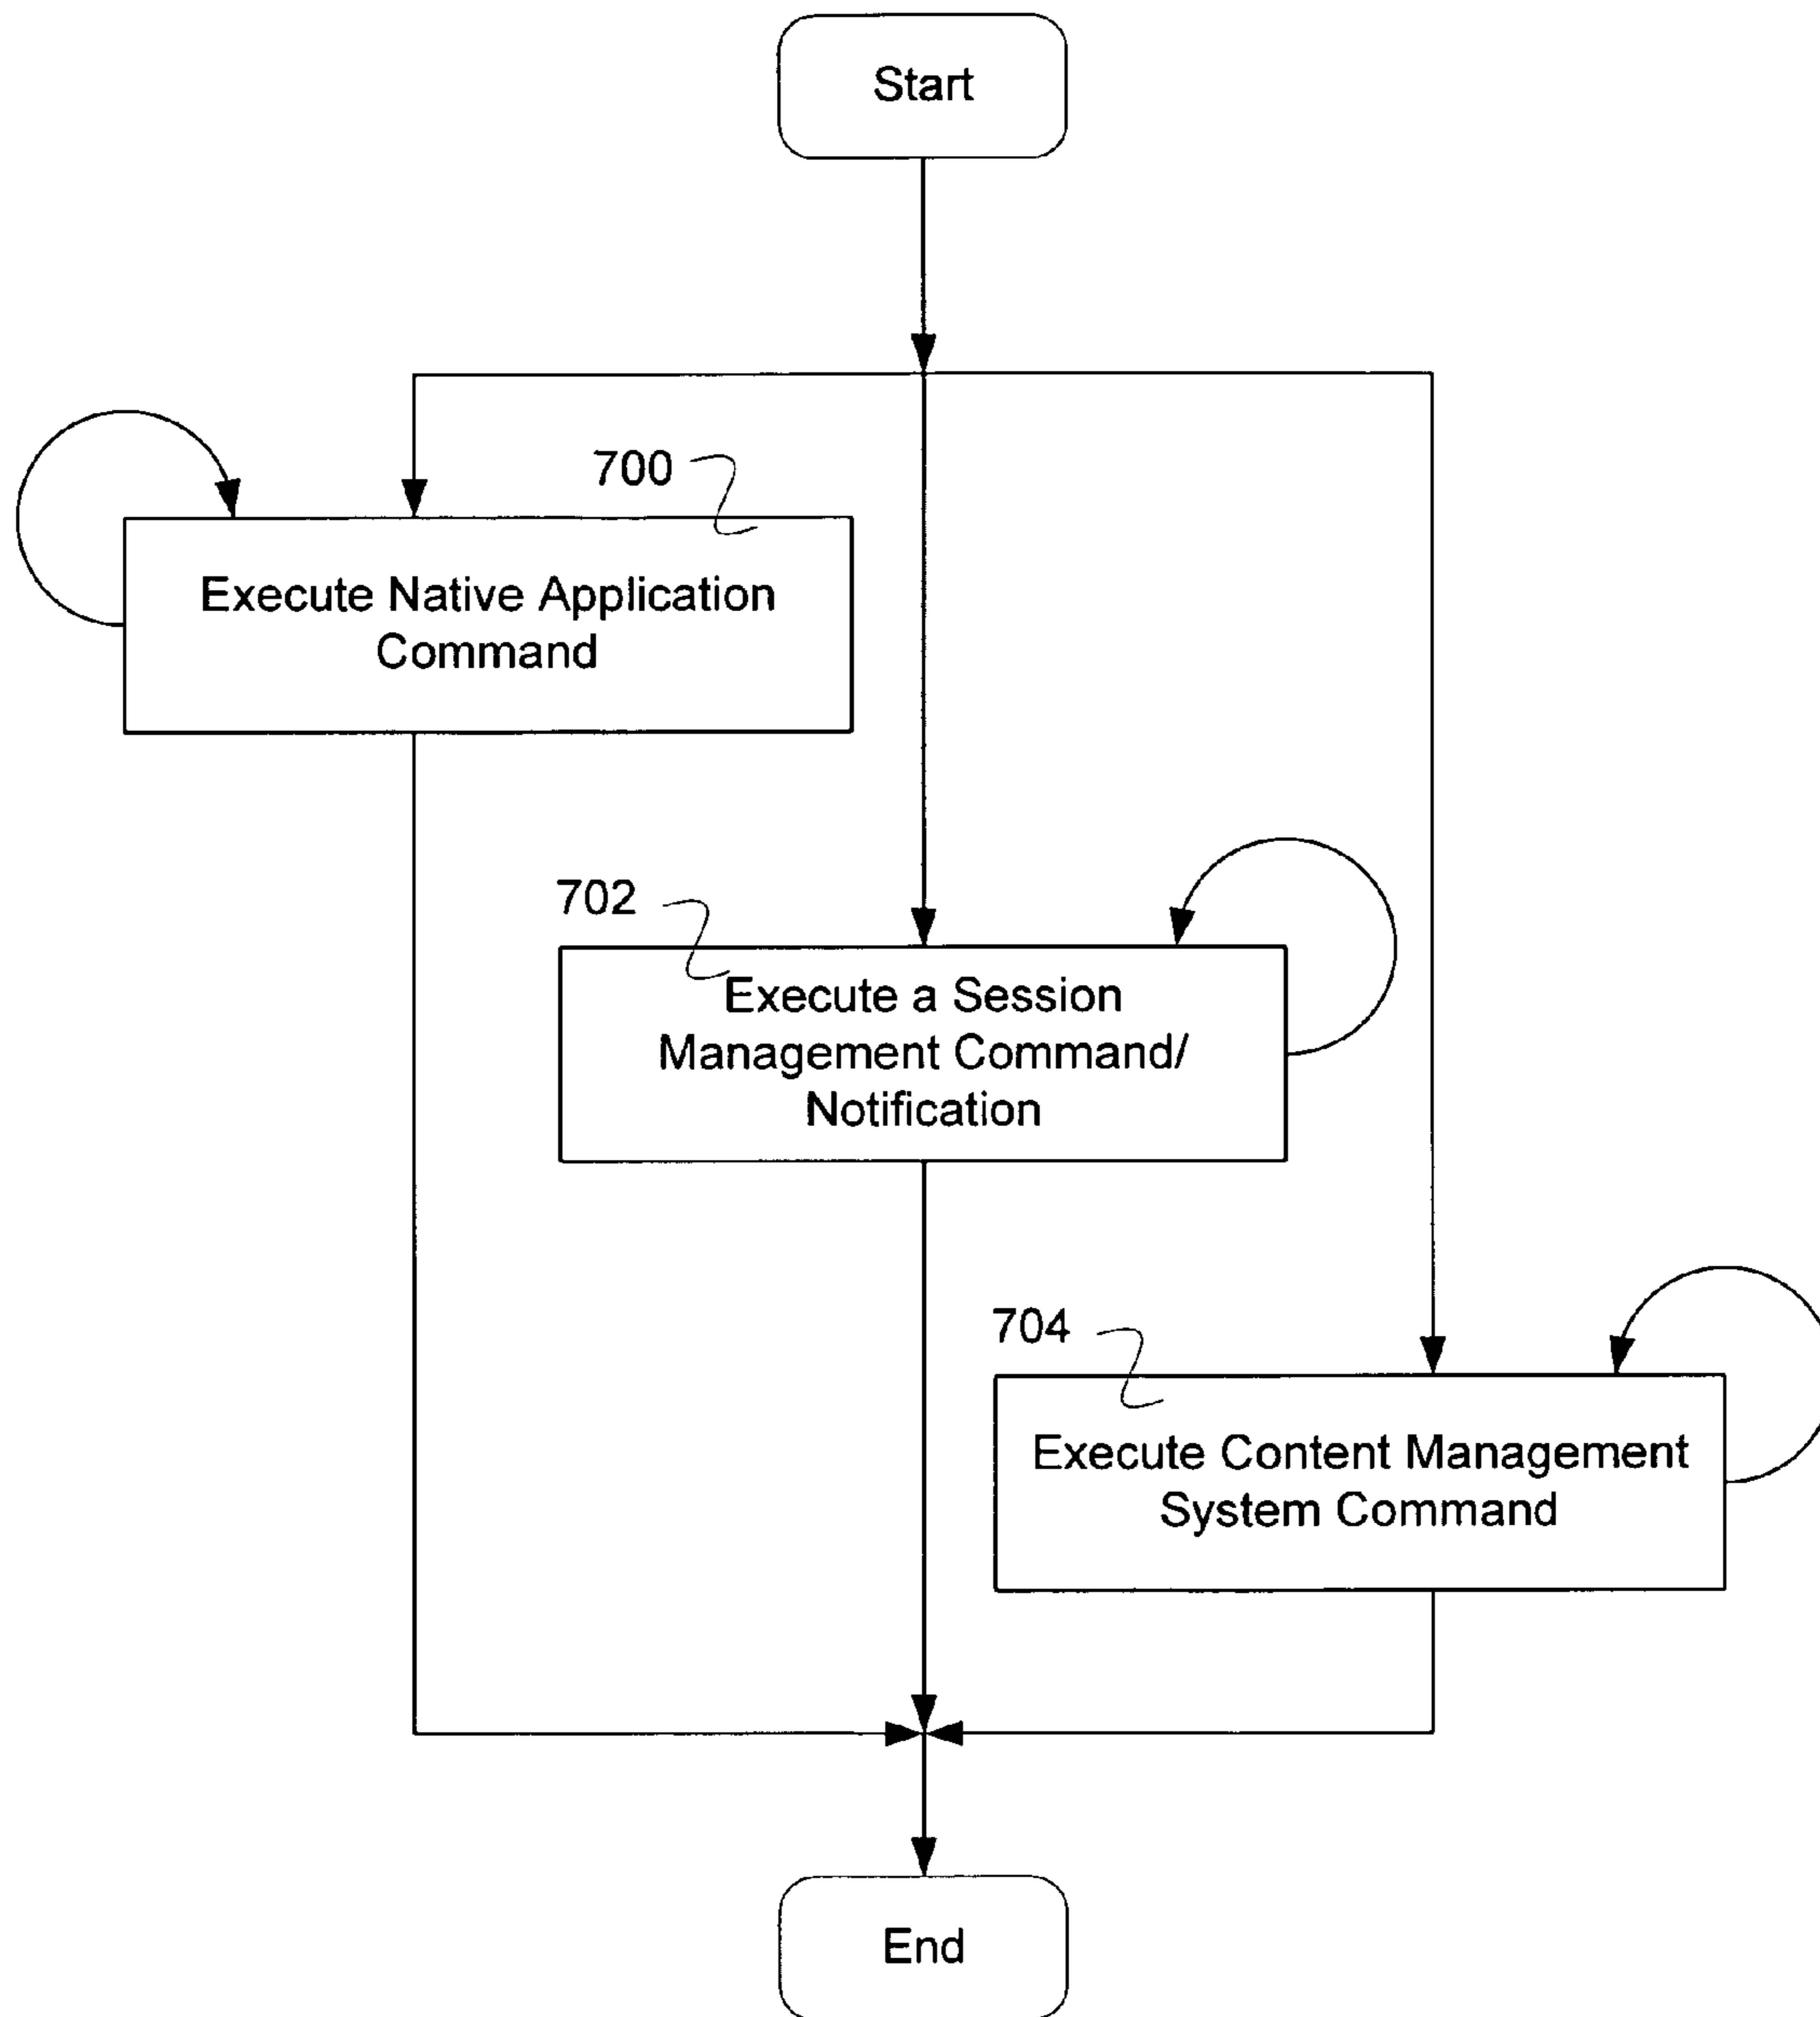 Start
700
Execute Native Application
Command
702
Execute a Session
Management Command/
Notification
704
Execute Content Management
System Command
End